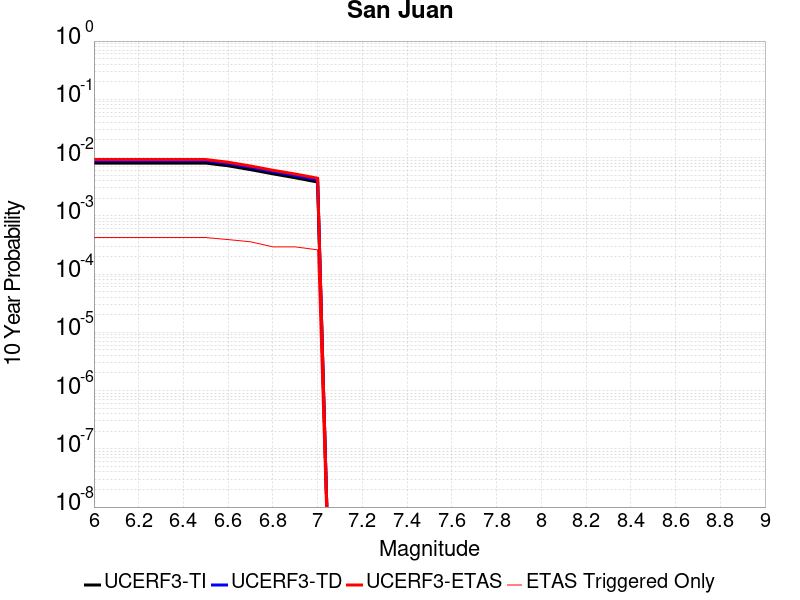 San Juan
10 0
10 -1
10 -2
10 -3
10 -4
10 -5
10 -6
10 -7
10 -8
10 Year Probability
6 6.2 6.4 6.6 6.8 7 7.2 7.4 7.6 7.8 8 8.2 8.4 8.6 8.8 9
Magnitude
UCERF3-TI UCERF3-TD UCERF3-ETAS ETAS Triggered Only